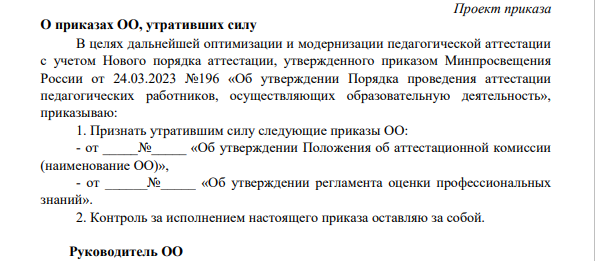 Проект приказа
О приказах ОО, утративших силу
В целях дальнейшей оптимизации и модернизации педагогической аттестации
с учетом Нового порядка аттестации, утвержденного приказом Минпросвещения
России от 24.03.2023 №196 «Об утверждении Порядка проведения аттестации
педагогических работников, осуществляющих образовательную деятельность»,
приказываю:
1. Признать утратившим силу следующие приказы ОО:
- от _____№_____ «Об утверждении Положения об аттестационной комиссии
(наименование ОО)»,
- от ______№_____ «Об утверждении регламента оценки профессиональных
знаний».
2. Контроль за исполнением настоящего приказа оставляю за собой.
Руководитель ОО